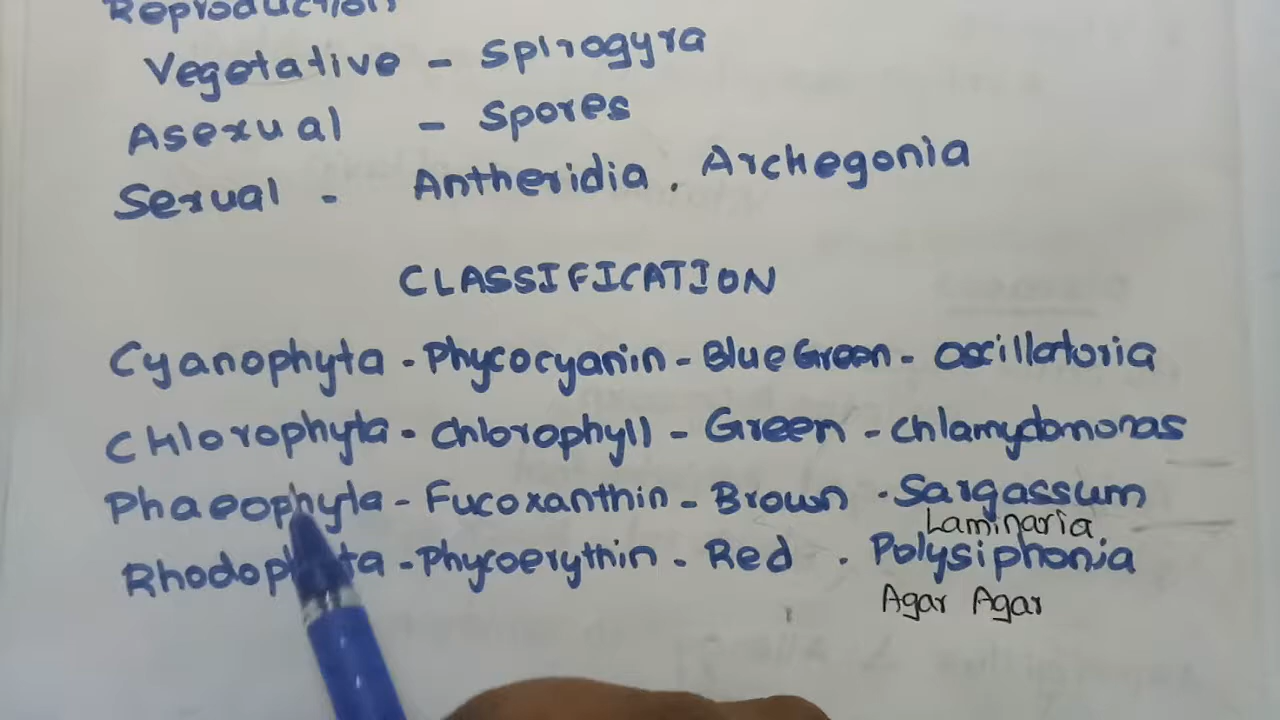 Reproduction
Vegetative - Spirogyra
Asexual - Spores
Sexual - Antheridia. Archegonia
CLASSIFICATION
Cyanophyta - Phycocyanin - Blue Green - oscillatoria
CHlorophyta - chlorophyll - Green - chlamydomonas
Phaeophyta - Fucoxanthin - Brown - Sargassum
Laminaria
Rhodophyta - Phycoerythin - Red - Polysiphonia
Agar Agar